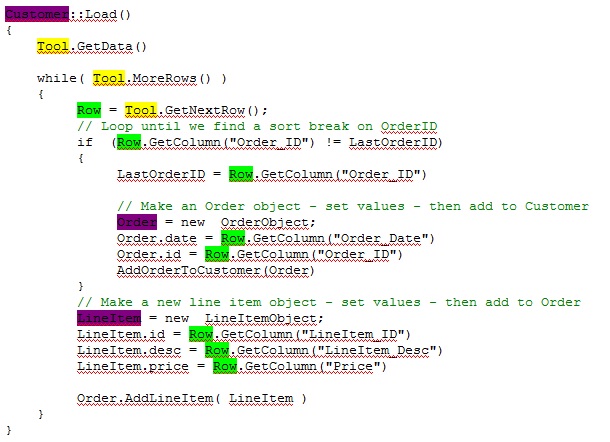 Customer::Load()
{
    Tool.GetData()

    while( Tool.MoreRows() )
    {
         Row = Tool.GetNextRow();
         // Loop until we find a sort break on OrderID
         if  (Row.GetColumn("Order_ID") != LastOrderID)
         {
              LastOrderID = Row.GetColumn("Order_ID")

              // Make an Order object - set values - then add to Customer
              Order = new  OrderObject;
              Order.date = Row.GetColumn("Order_Date")
              Order.id = Row.GetColumn("Order_ID")
              AddOrderToCustomer(Order)
         }
         // Make a new line item object - set values - then add to Order
         LineItem = new  LineItemObject;
         LineItem.id = Row.GetColumn("LineItem_ID")
         LineItem.desc = Row.GetColumn("LineItem_Desc")
         LineItem.price = Row.GetColumn("Price")

         Order.AddLineItem( LineItem )
    }
}